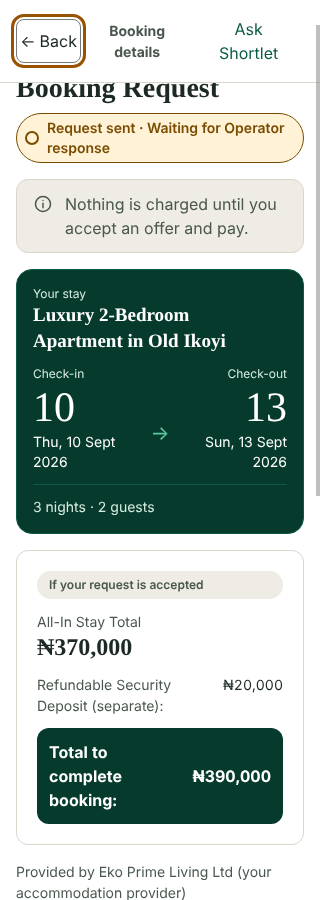 ← Back
Booking
details
Ask
Shortlet
Booking Request
Request sent · Waiting for Operator
response
Nothing is charged until you
accept an offer and pay.
Your stay
Luxury 2-Bedroom
Apartment in Old Ikoyi
Check-in
Check-out
10
13
Thu, 10 Sept
2026
→
Sun, 13 Sept
2026
3 nights · 2 guests
If your request is accepted
All-In Stay Total
₦370,000
Refundable Security
Deposit (separate):
₦20,000
Total to
complete
booking:
₦390,000
Provided by Eko Prime Living Ltd (your
accommodation provider)